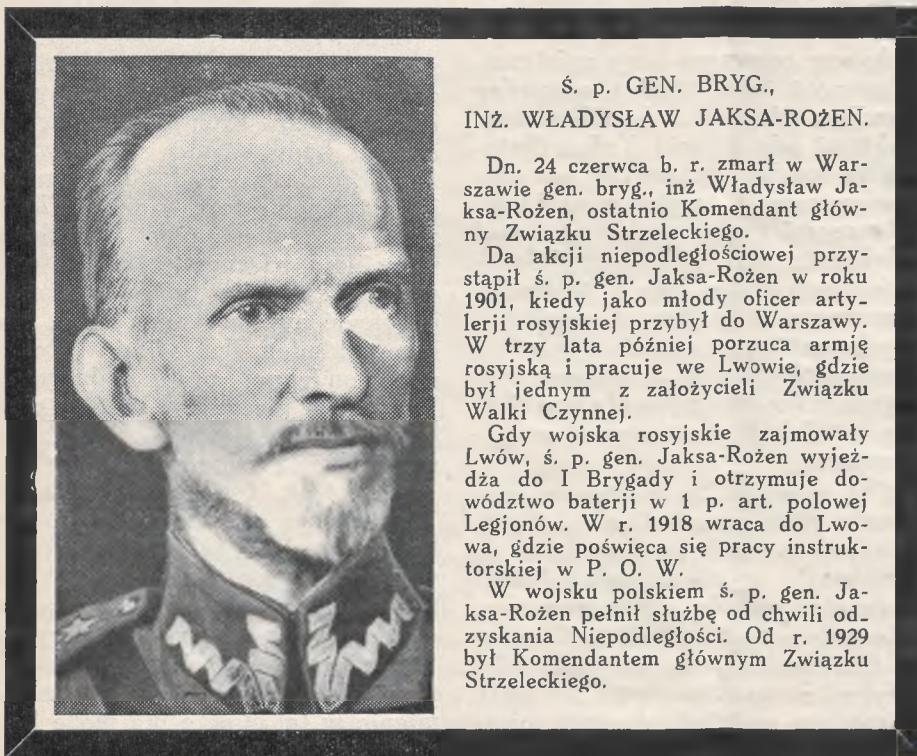 Ś. p. GEN. BRYG.,
INŻ. WŁADYSŁAW JAKSA-ROŻEN.
Dn. 24 czerwca b. r. zmarł w War-
szawie gen. bryg., inż Władysław Ja-
ksa-Rożen, ostatnio Komendant głów-
ny Związku Strzeleckiego.
Da akcji niepodległościowej przy-
stąpił ś. p. gen. Jaksa-Rożen w roku
1901, kiedy jako młody oficer arty-
lerji rosyjskiej przybył do Warszawy.
W trzy lata później porzuca armję
rosyjską i pracuje we Lwowie, gdzie
był jednym z założycieli Związku
Walki Czynnej.
Gdy wojska rosyjskie zajmowały
Lwów, ś. p. gen. Jaksa-Rożen wyjeż-
dża do I Brygady i otrzymuje do-
wództwo baterji w 1 p. art. polowej
Legjonów. W r. 1918 wraca do Lwo-
wa, gdzie poświęca się pracy instruk-
torskiej w P. O. W.
W wojsku polskiem ś. p. gen. Ja-
ksa-Rożen pełnił służbę od chwili od-
zyskania Niepodległości. Od r. 1929
był Komendantem głównym Związku
Strzeleckiego.